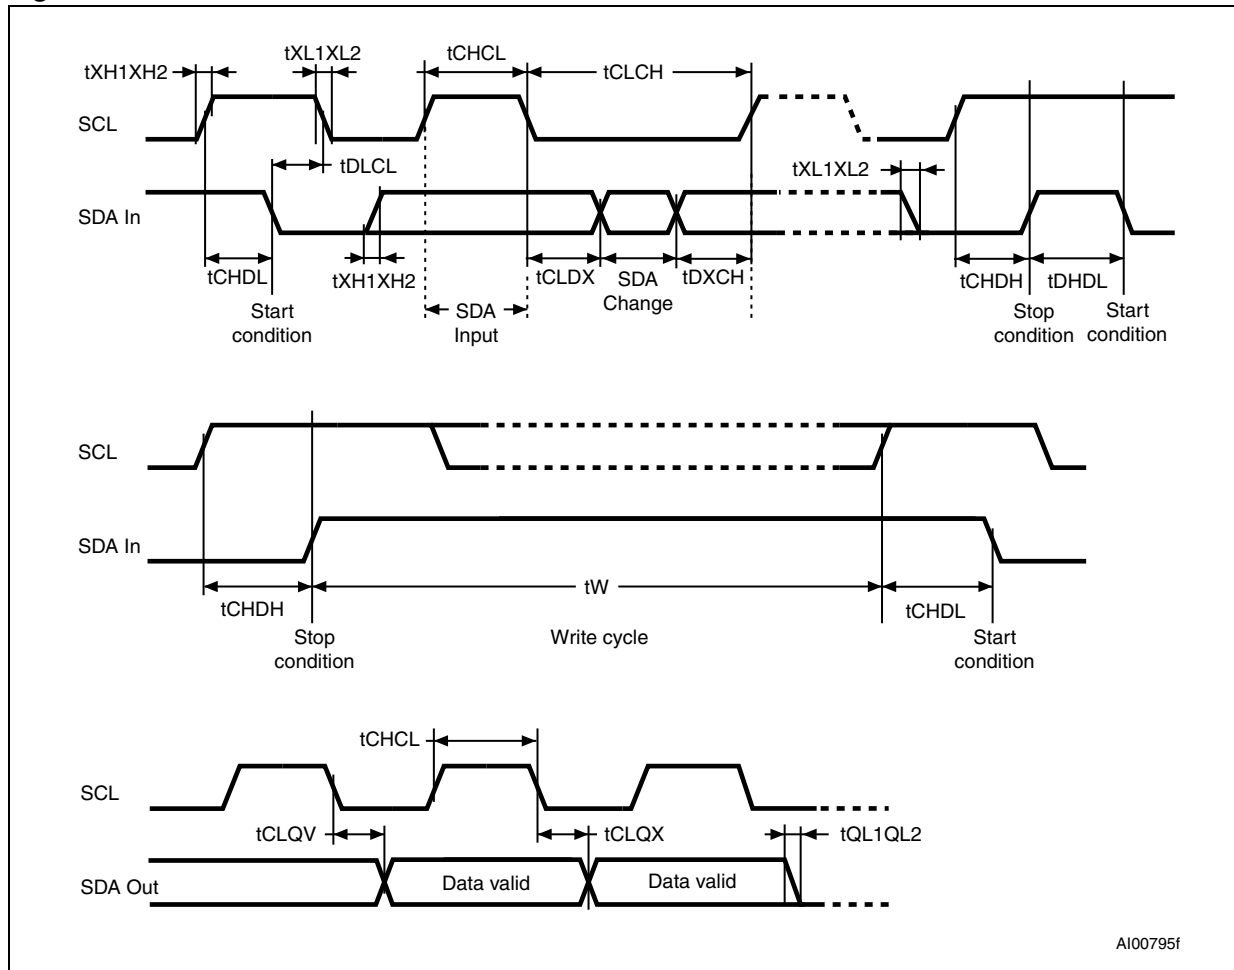 tXH1XH2
tXL1XL2
tCHCL
tCLCH
SCL
tDLCL
tXL1XL2
SDA In
tCHDL
tXH1XH2
tCLDX
SDA
Change
tDXCH
tCHDH
tDHDL
Start
condition
SDA
Input
Stop
condition
Start
condition
SCL
SDA In
tCHDH
tW
tCHDL
Stop
condition
Write cycle
Start
condition
tCHCL
SCL
tCLQV
tCLQX
tQL1QL2
SDA Out
Data valid
Data valid
AI00795f